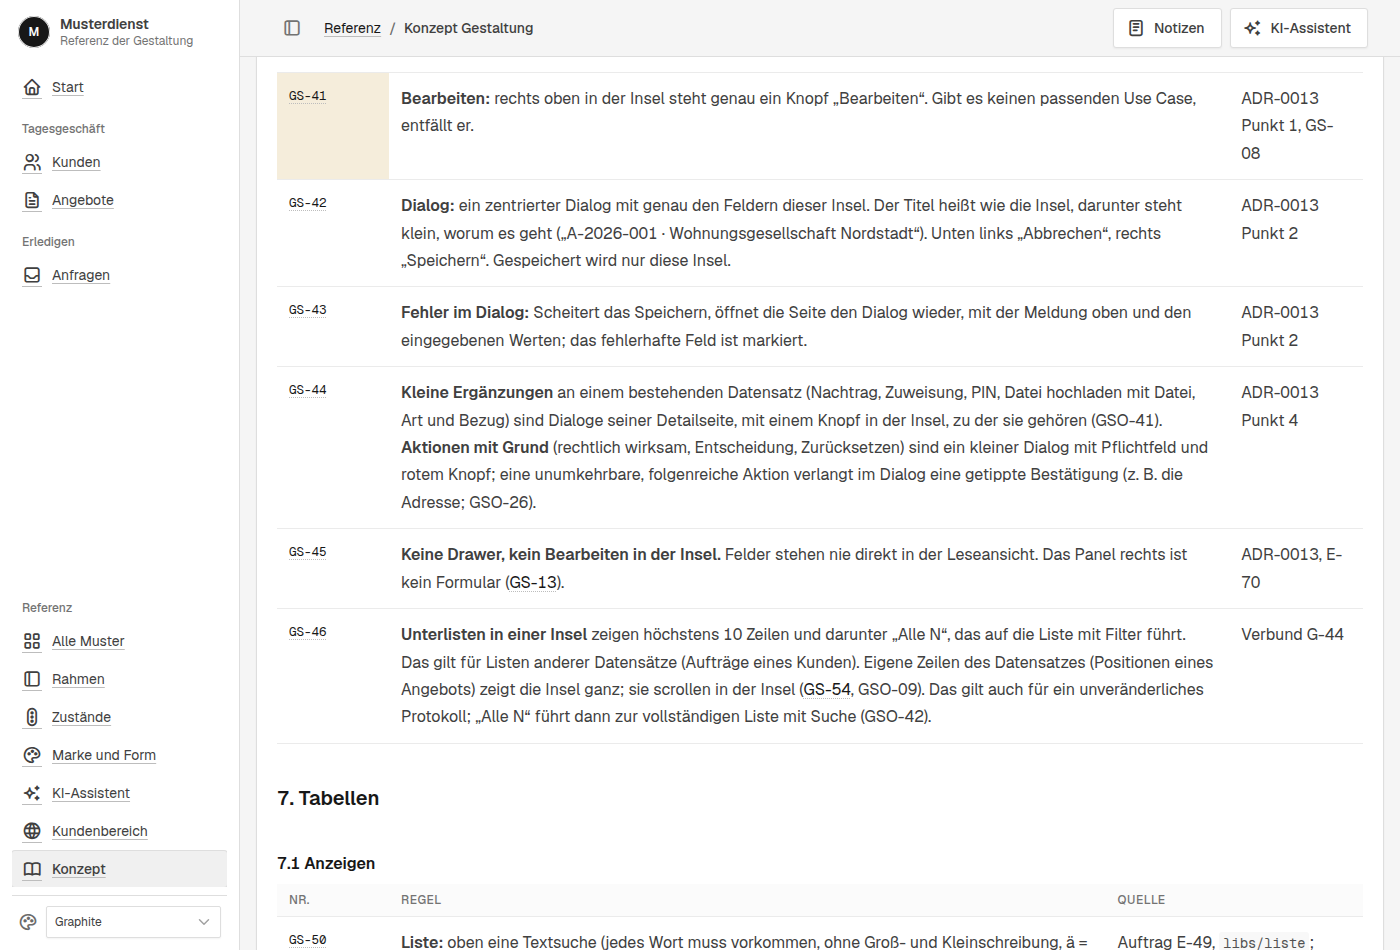 Musterdienst
Referenz der Gestaltung
Start
Tagesgeschäft
Kunden
Angebote
Erledigen
Anfragen
Referenz
Alle Muster
Rahmen
Zustände
Marke und Form
KI-Assistent
Kundenbereich
Konzept
Graphite
Referenz / Konzept Gestaltung
Notizen
KI-Assistent
GS-41
Bearbeiten: rechts oben in der Insel steht genau ein Knopf „Bearbeiten“. Gibt es keinen passenden Use Case,
entfällt er.
ADR-0013
Punkt 1, GS-
08
GS-42
Dialog: ein zentrierter Dialog mit genau den Feldern dieser Insel. Der Titel heißt wie die Insel, darunter steht
klein, worum es geht („A-2026-001 · Wohnungsgesellschaft Nordstadt“). Unten links „Abbrechen“, rechts
„Speichern“. Gespeichert wird nur diese Insel.
ADR-0013
Punkt 2
GS-43
Fehler im Dialog: Scheitert das Speichern, öffnet die Seite den Dialog wieder, mit der Meldung oben und den
eingegebenen Werten; das fehlerhafte Feld ist markiert.
ADR-0013
Punkt 2
GS-44
Kleine Ergänzungen an einem bestehenden Datensatz (Nachtrag, Zuweisung, PIN, Datei hochladen mit Datei,
Art und Bezug) sind Dialoge seiner Detailseite, mit einem Knopf in der Insel, zu der sie gehören (GSO-41).
Aktionen mit Grund (rechtlich wirksam, Entscheidung, Zurücksetzen) sind ein kleiner Dialog mit Pflichtfeld und
rotem Knopf; eine unumkehrbare, folgenreiche Aktion verlangt im Dialog eine getippte Bestätigung (z. B. die
Adresse; GSO-26).
ADR-0013
Punkt 4
GS-45
Keine Drawer, kein Bearbeiten in der Insel. Felder stehen nie direkt in der Leseansicht. Das Panel rechts ist
kein Formular (GS-13).
ADR-0013, E-
70
GS-46
Unterlisten in einer Insel zeigen höchstens 10 Zeilen und darunter „Alle N“, das auf die Liste mit Filter führt.
Das gilt für Listen anderer Datensätze (Aufträge eines Kunden). Eigene Zeilen des Datensatzes (Positionen eines
Angebots) zeigt die Insel ganz; sie scrollen in der Insel (GS-54, GSO-09). Das gilt auch für ein unveränderliches
Protokoll; „Alle N“ führt dann zur vollständigen Liste mit Suche (GSO-42).
Verbund G-44
7. Tabellen
7.1 Anzeigen
NR. REGEL QUELLE
GS-50
Liste: oben eine Textsuche (jedes Wort muss vorkommen, ohne Groß- und Kleinschreibung, ä =
Auftrag E-49, libs/liste ;